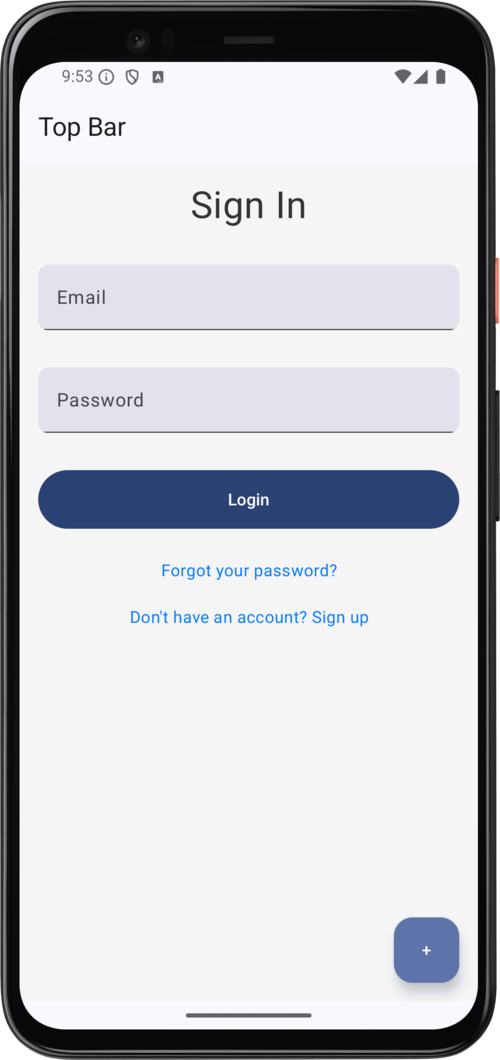 9:53
Top Bar
Sign In
Email
Password
Login
Forgot your password?
Don't have an account? Sign up
+